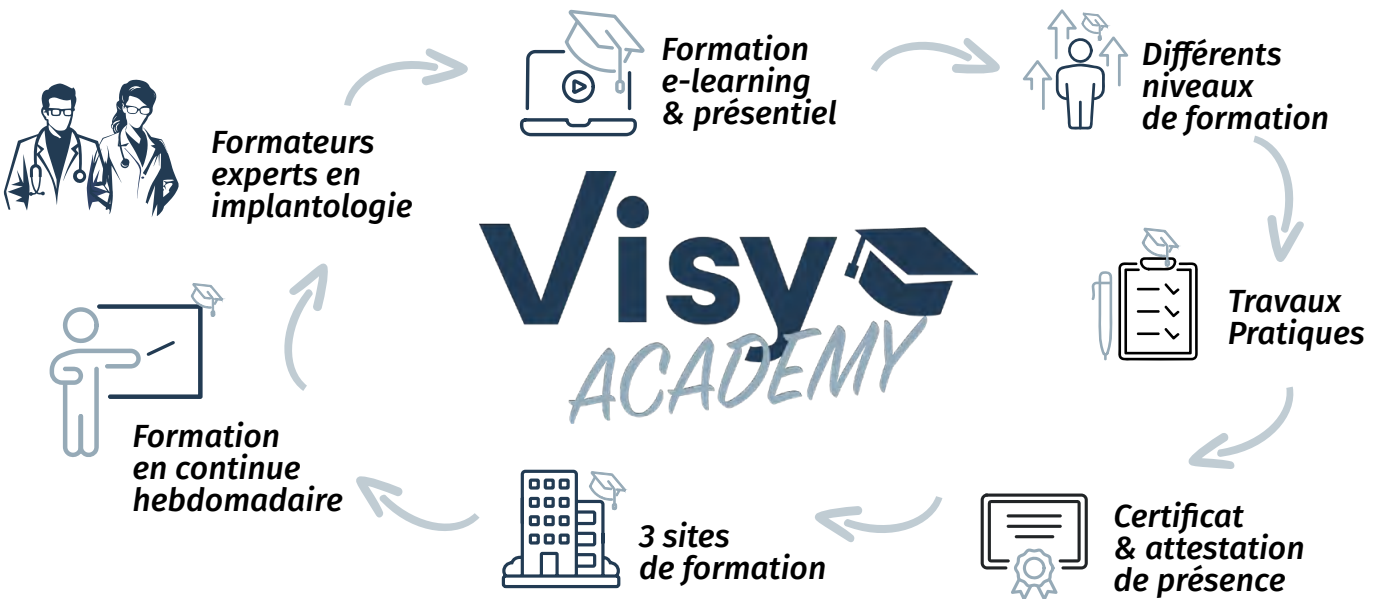 Formateurs
experts en
implantologie
Formation
e-learning
& présentiel
Différents
niveaux
de formation
Travaux
Pratiques
Certificat
& attestation
de présence
3 sites
de formation
Formation
en continue
hebdomadaire
Visy
ACADEMY